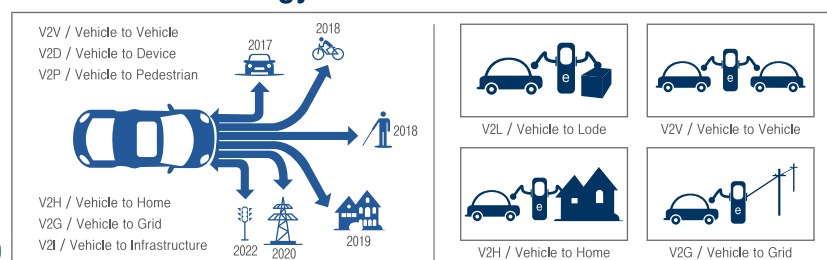 V2V / Vehicle to Vehicle
V2D / Vehicle to Device
V2P / Vehicle to Pedestrian
2017
2018
2018
V2H / Vehicle to Home
V2G / Vehicle to Grid
V2I / Vehicle to Infrastructure
2022
2020
2019
e
V2L / Vehicle to Lode
e
V2V / Vehicle to Vehicle
e
V2H / Vehicle to Home
e
V2G / Vehicle to Grid